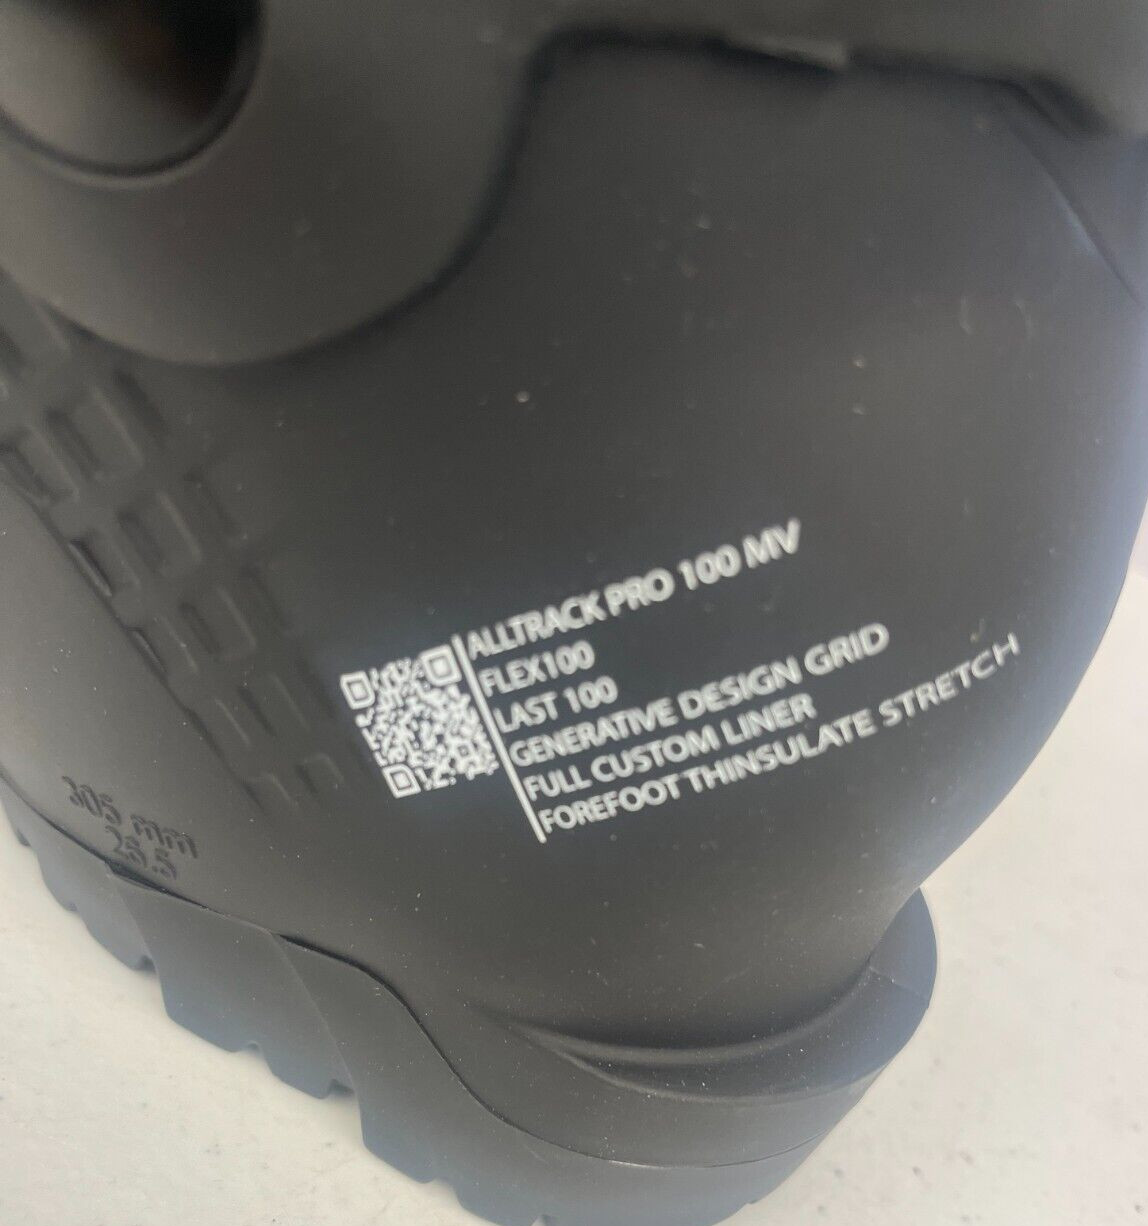 ALLTRACK PRO 100 MV
FLEX100
LAST 100
GENERATIVE DESIGN GRID
FULL CUSTOM LINER
FOREFOOT THINSULATE STRETCH
305 mm
26.5